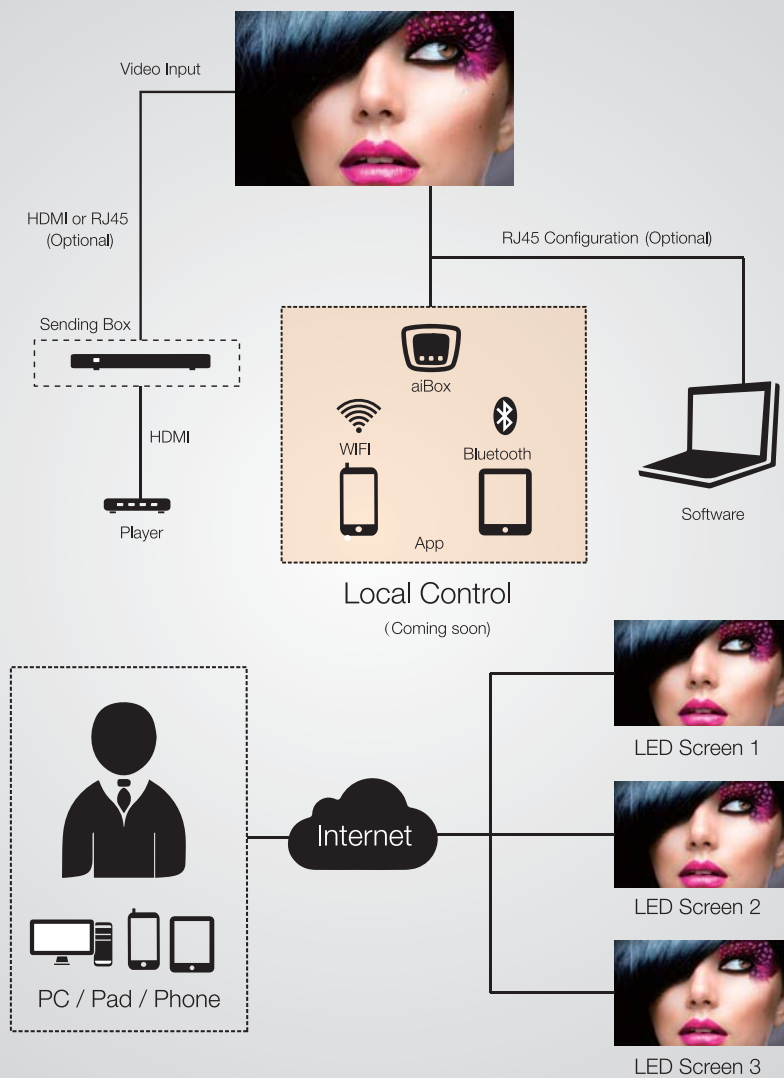 Video Input
HDMI or RJ45
(Optional)
RJ45 Configuration (Optional)
Sending Box
aiBox
HDMI
WIFI
Bluetooth
Player
App
Software
Local Control
(Coming soon)
LED Screen 1
Internet
LED Screen 2
PC / Pad / Phone
LED Screen 3